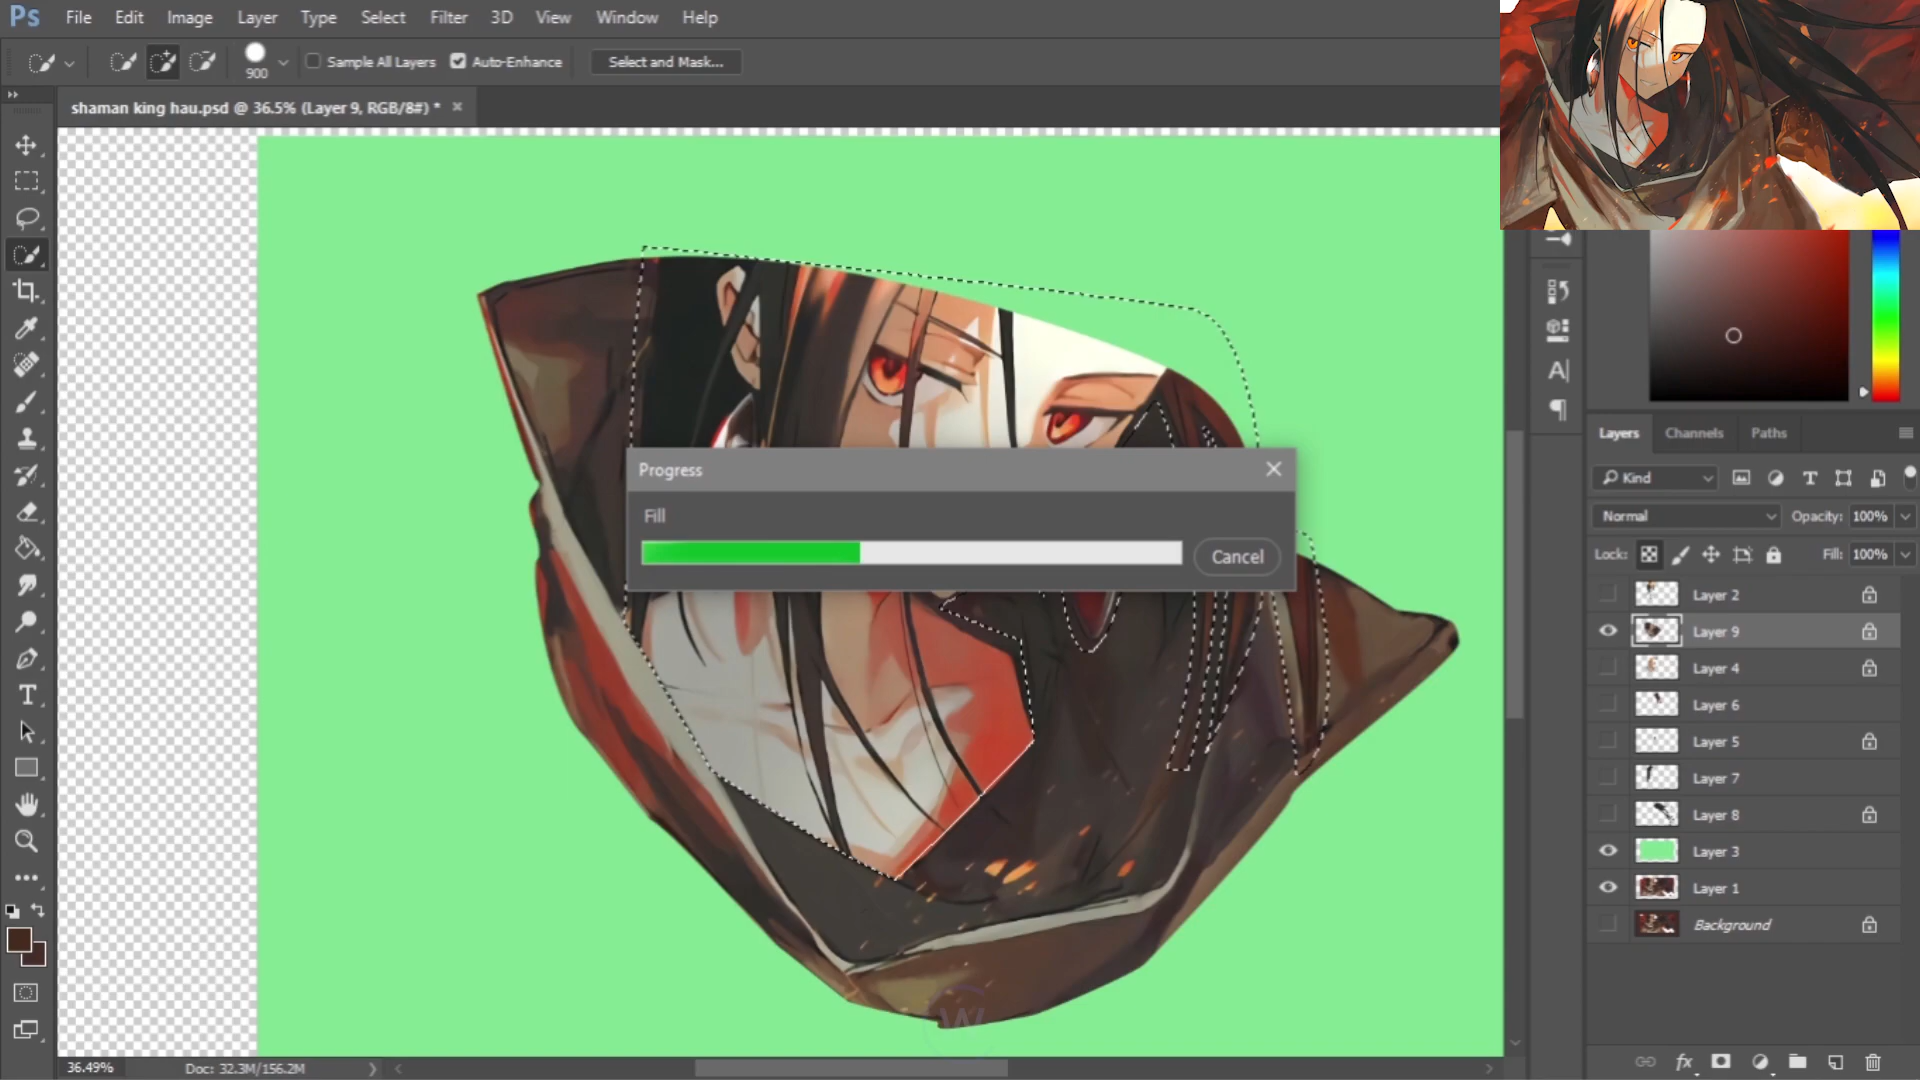 Ps File Edit Image Layer Type Select Filter 3D View Window Help
900 Sample All Layers Auto-Enhance Select and Mask...
shaman king hau.psd @ 36.5% (Layer 9, RGB/8#) * ×
Progress
Fill
Cancel
Layers Channels Paths
Kind
Normal Opacity: 100%
Lock: Fill: 100%
Layer 2
Layer 9
Layer 4
Layer 6
Layer 5
Layer 7
Layer 8
Layer 3
Layer 1
Background
W
36.49% Doc: 32.3M/156.2M
fx